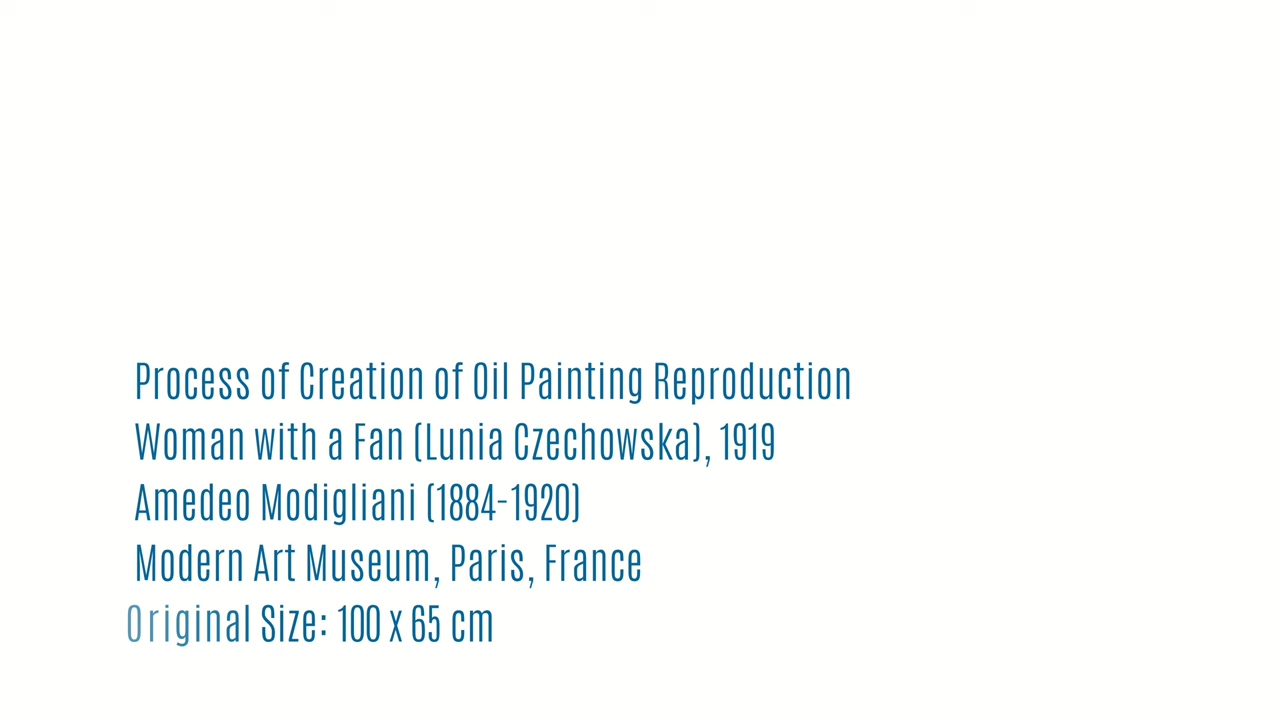 Process of Creation of Oil Painting Reproduction
Woman with a Fan (Lunia Czechowska), 1919
Amedeo Modigliani (1884-1920)
Modern Art Museum, Paris, France
Original Size: 100 x 65 cm